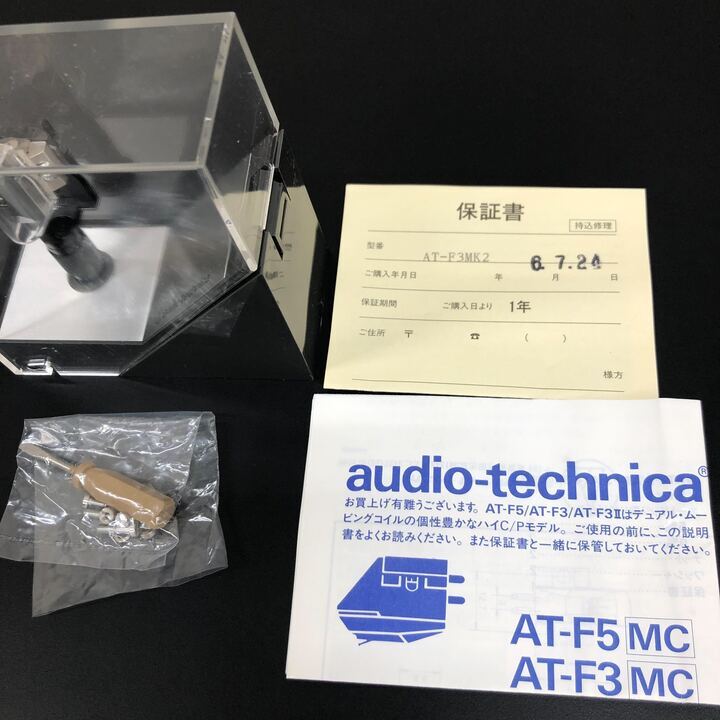 保証書
持込修理
型番
AT-F3MK2
ご購入年月日 年 月 日
6.7.24
保証期間 ご購入日より 1年
ご住所 〒 ☎ ( )
様方
audio-technica®
お買上げ有難うございます。AT-F5/AT-F3/AT-F3IIはデュアル・ムー
ビングコイルの個性豊かなハイC/Pモデル。ご使用の前に、この説明
書をよくお読みください。また保証書と一緒に保管しておいてください。
AT-F5 MC
AT-F3 MC